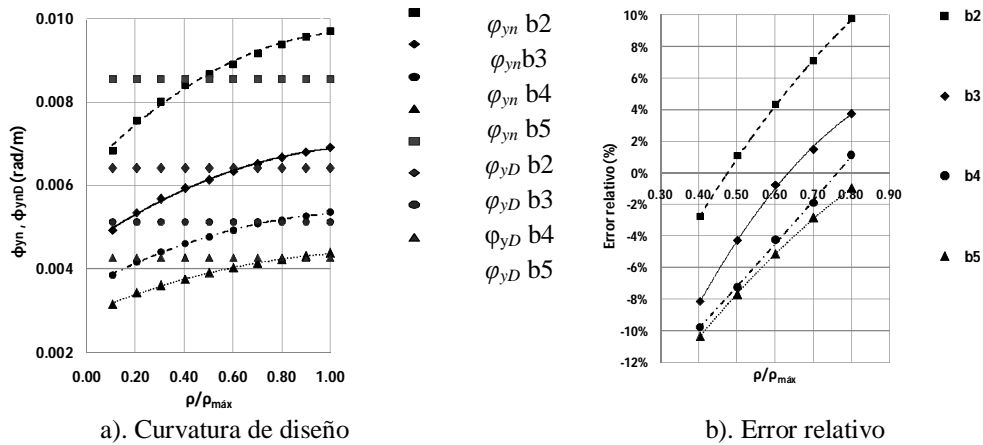 0.010
0.008
0.006
0.004
0.002
ϕyn , ϕynD (rad/m)
0.00 0.20 0.40 0.60 0.80 1.00
ρ/ρmáx
φyn b2
φyn b3
φyn b4
φyn b5
φyD b2
φyD b3
φyD b4
φyD b5
a). Curvatura de diseño
10%
8%
6%
4%
2%
0%
-2%
-4%
-6%
-8%
-10%
-12%
Error relativo (%)
0.30 0.40 0.50 0.60 0.70 0.80 0.90
ρ/ρmáx
b2
b3
b4
b5
b). Error relativo